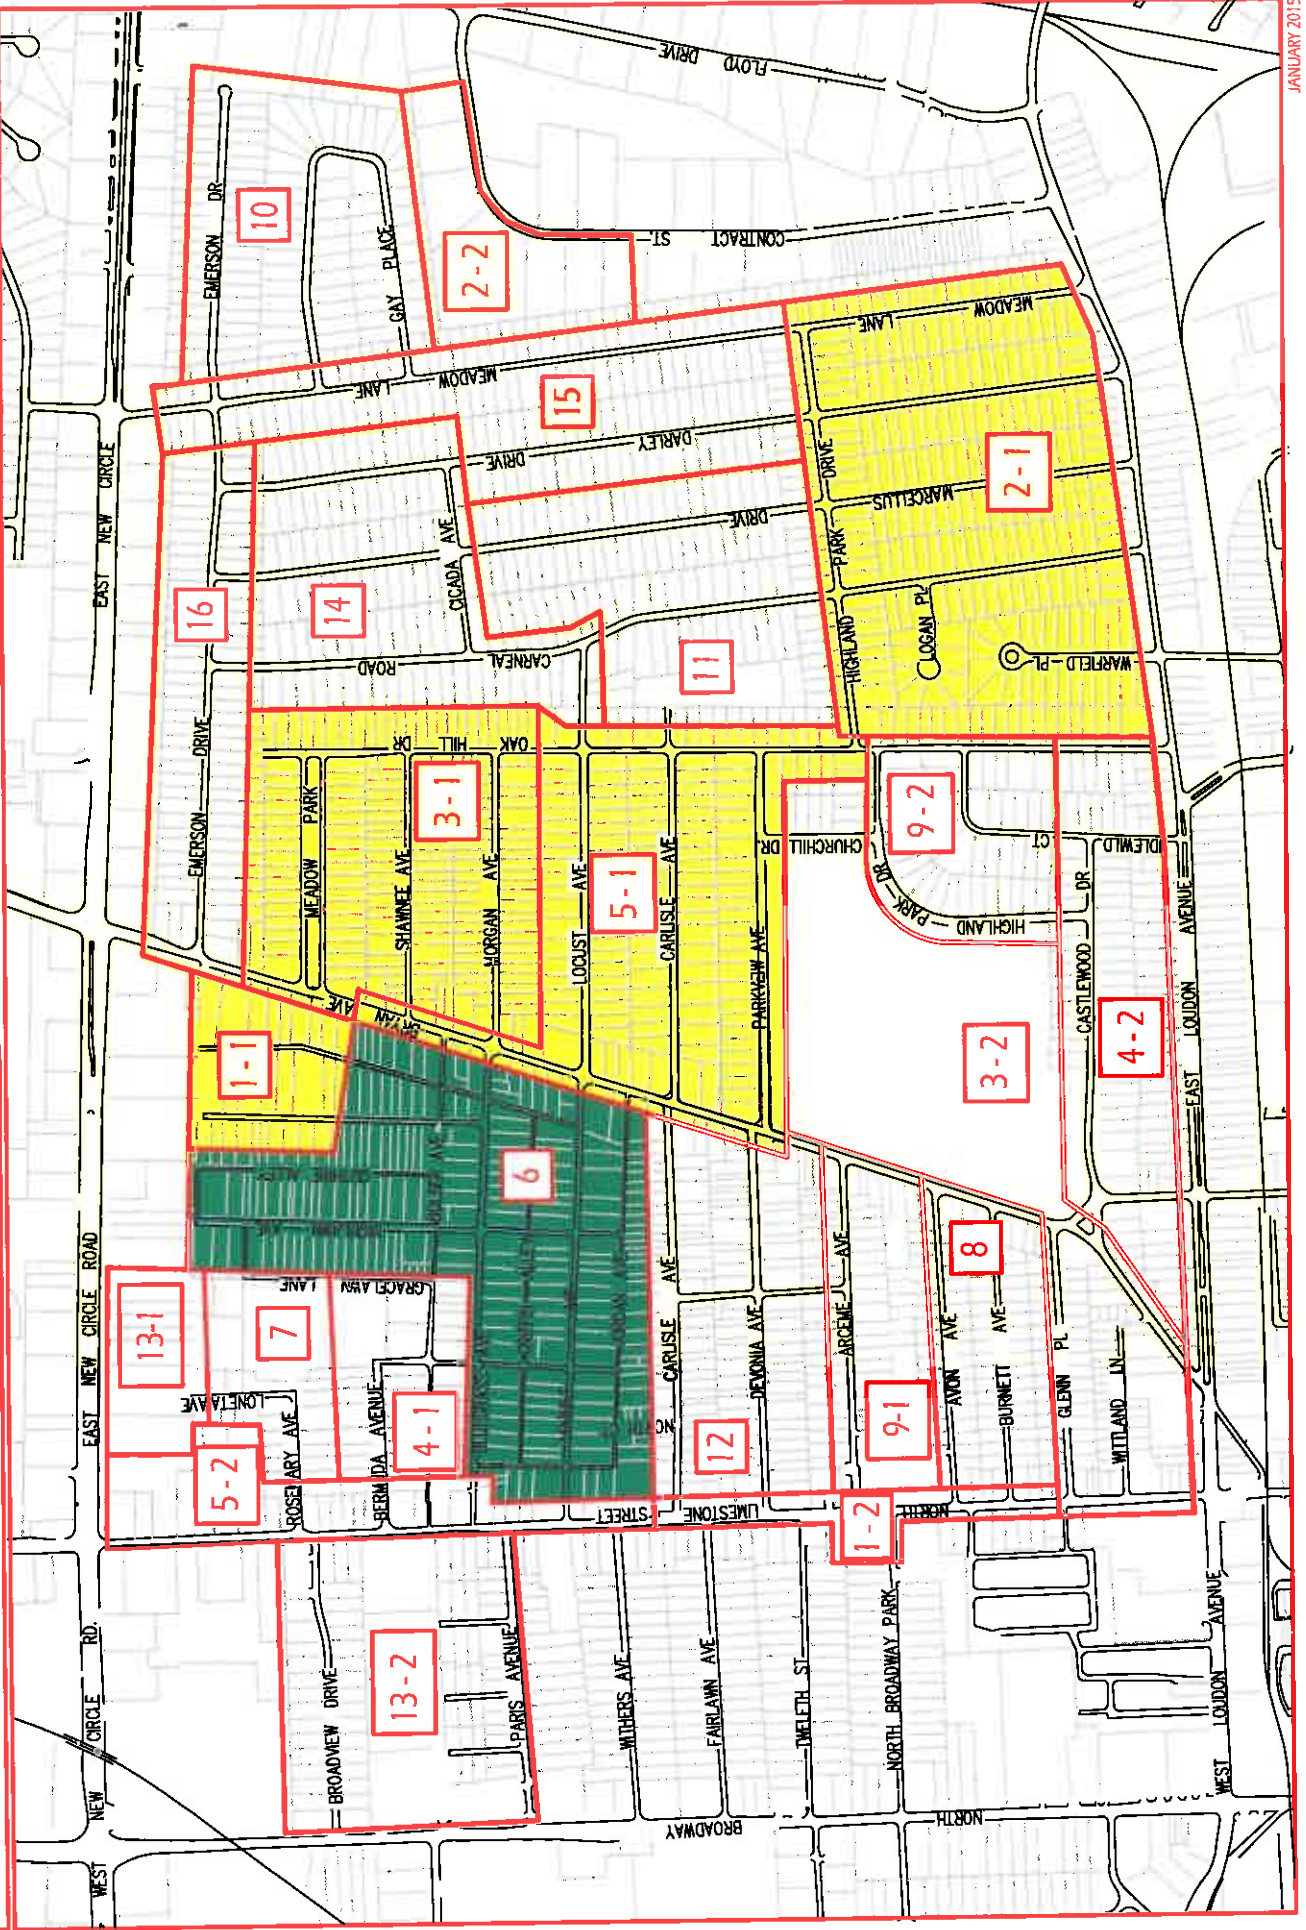 JANUARY 2015
FLOYD DRIVE
CONTRACT ST.
EMERSON DR
10
GAY PLACE
2-2
MEADOW LANE
MEADOW LANE
15
DARLEY DRIVE
MARCELLUS DRIVE
2-1
EAST NEW CIRCLE
16
14
CICADA AVE
CARNEAL ROAD
11
HIGHLAND PARK DRIVE
LOGAN PL
WARFIELD PL
EMERSON DRIVE
OAK HILL DR
MEADOW PARK
3-1
SHAWNEE AVE
MORGAN AVE
LOCUST AVE
5-1
CARLISLE AVE
PARKVIEW AVE
CHURCHILL DR.
9-2
HIGHLAND PARK DR
IDLEWILD CT
CASTLEWOOD DR
3-2
4-2
EAST LOUDON AVENUE
BRYAN AVE
1-1
6
EAST NEW CIRCLE ROAD
13-1
7
GRACELAWN LANE
LONETA AVE
5-2
ROSEMARY AVE
BERMUDA AVENUE
4-1
CARLISLE AVE
DEVONIA AVE
12
ARCEME AVE
9-1
AVON AVE
8
BURNETT AVE
GLENN PL
WITTLAND LN
NORTH LIMESTONE STREET
1-2
WEST NEW CIRCLE RD.
BROADVIEW DRIVE
13-2
PARIS AVENUE
WITHERS AVE
FAIRLAWN AVE
TWELFTH ST
NORTH BROADWAY PARK
WEST LOUDON AVENUE
NORTH BROADWAY